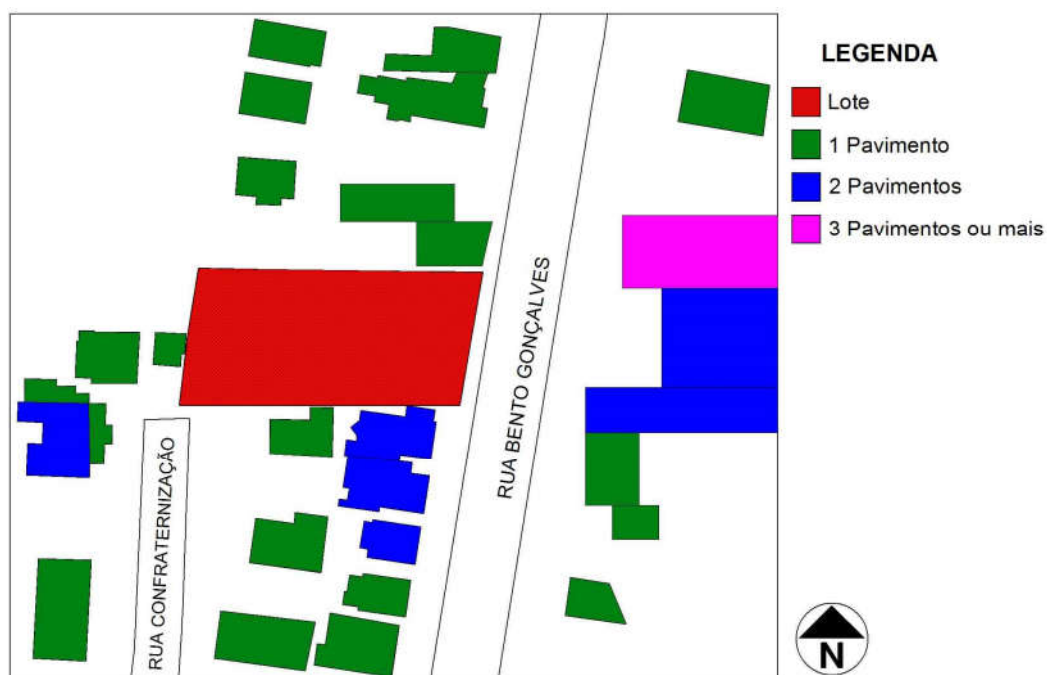 LEGENDA
Lote
1 Pavimento
2 Pavimentos
3 Pavimentos ou mais
RUA BENTO GONÇALVES
RUA CONFRATERNIZAÇÃO
N